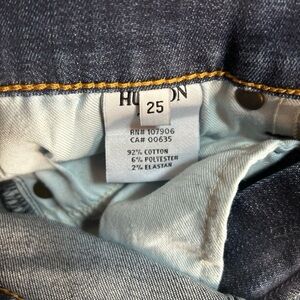 25
RN# 107906
CA# 00635
92% COTTON
6% POLYESTER
2% ELASTAN